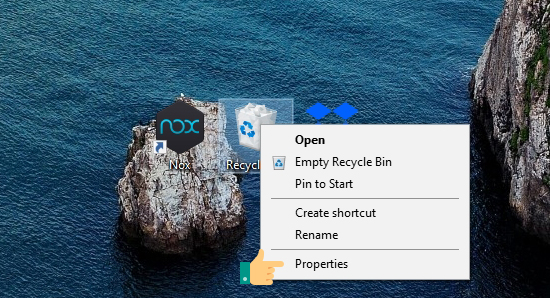 nox
Nox
Recycl
Open
Empty Recycle Bin
Pin to Start
Create shortcut
Rename
Properties